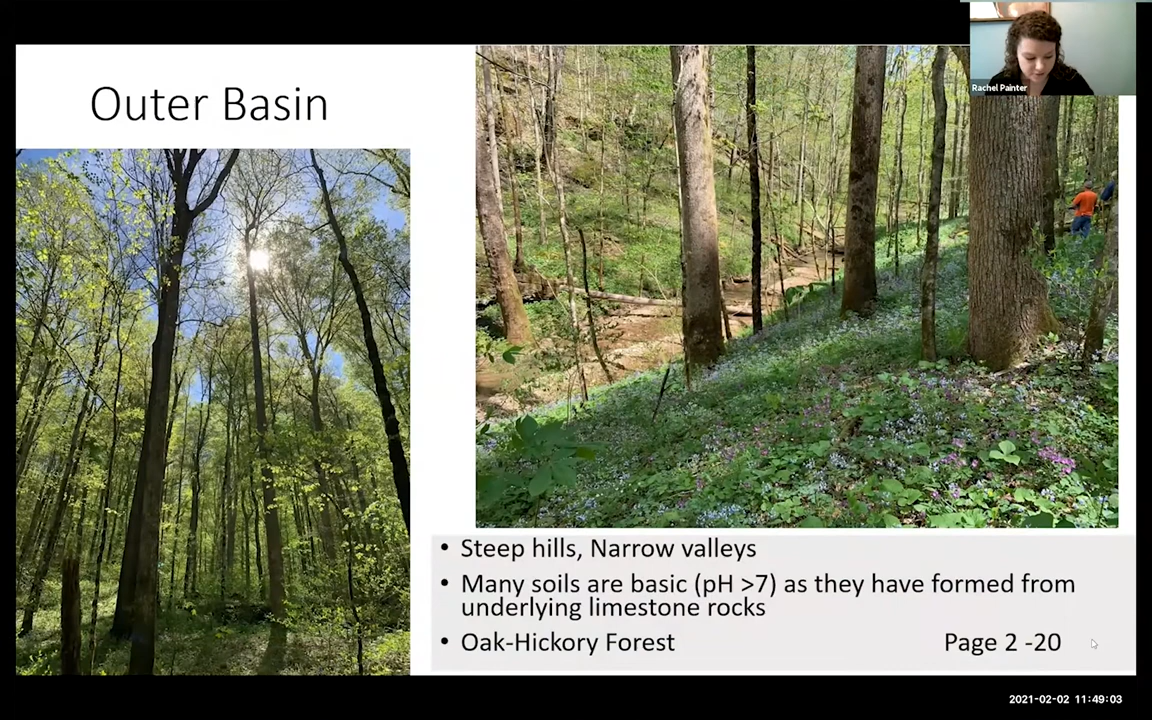 Outer Basin
Rachel Painter
• Steep hills, Narrow valleys
• Many soils are basic (pH >7) as they have formed from
underlying limestone rocks
• Oak-Hickory Forest Page 2 -20
2021-02-02 11:49:03